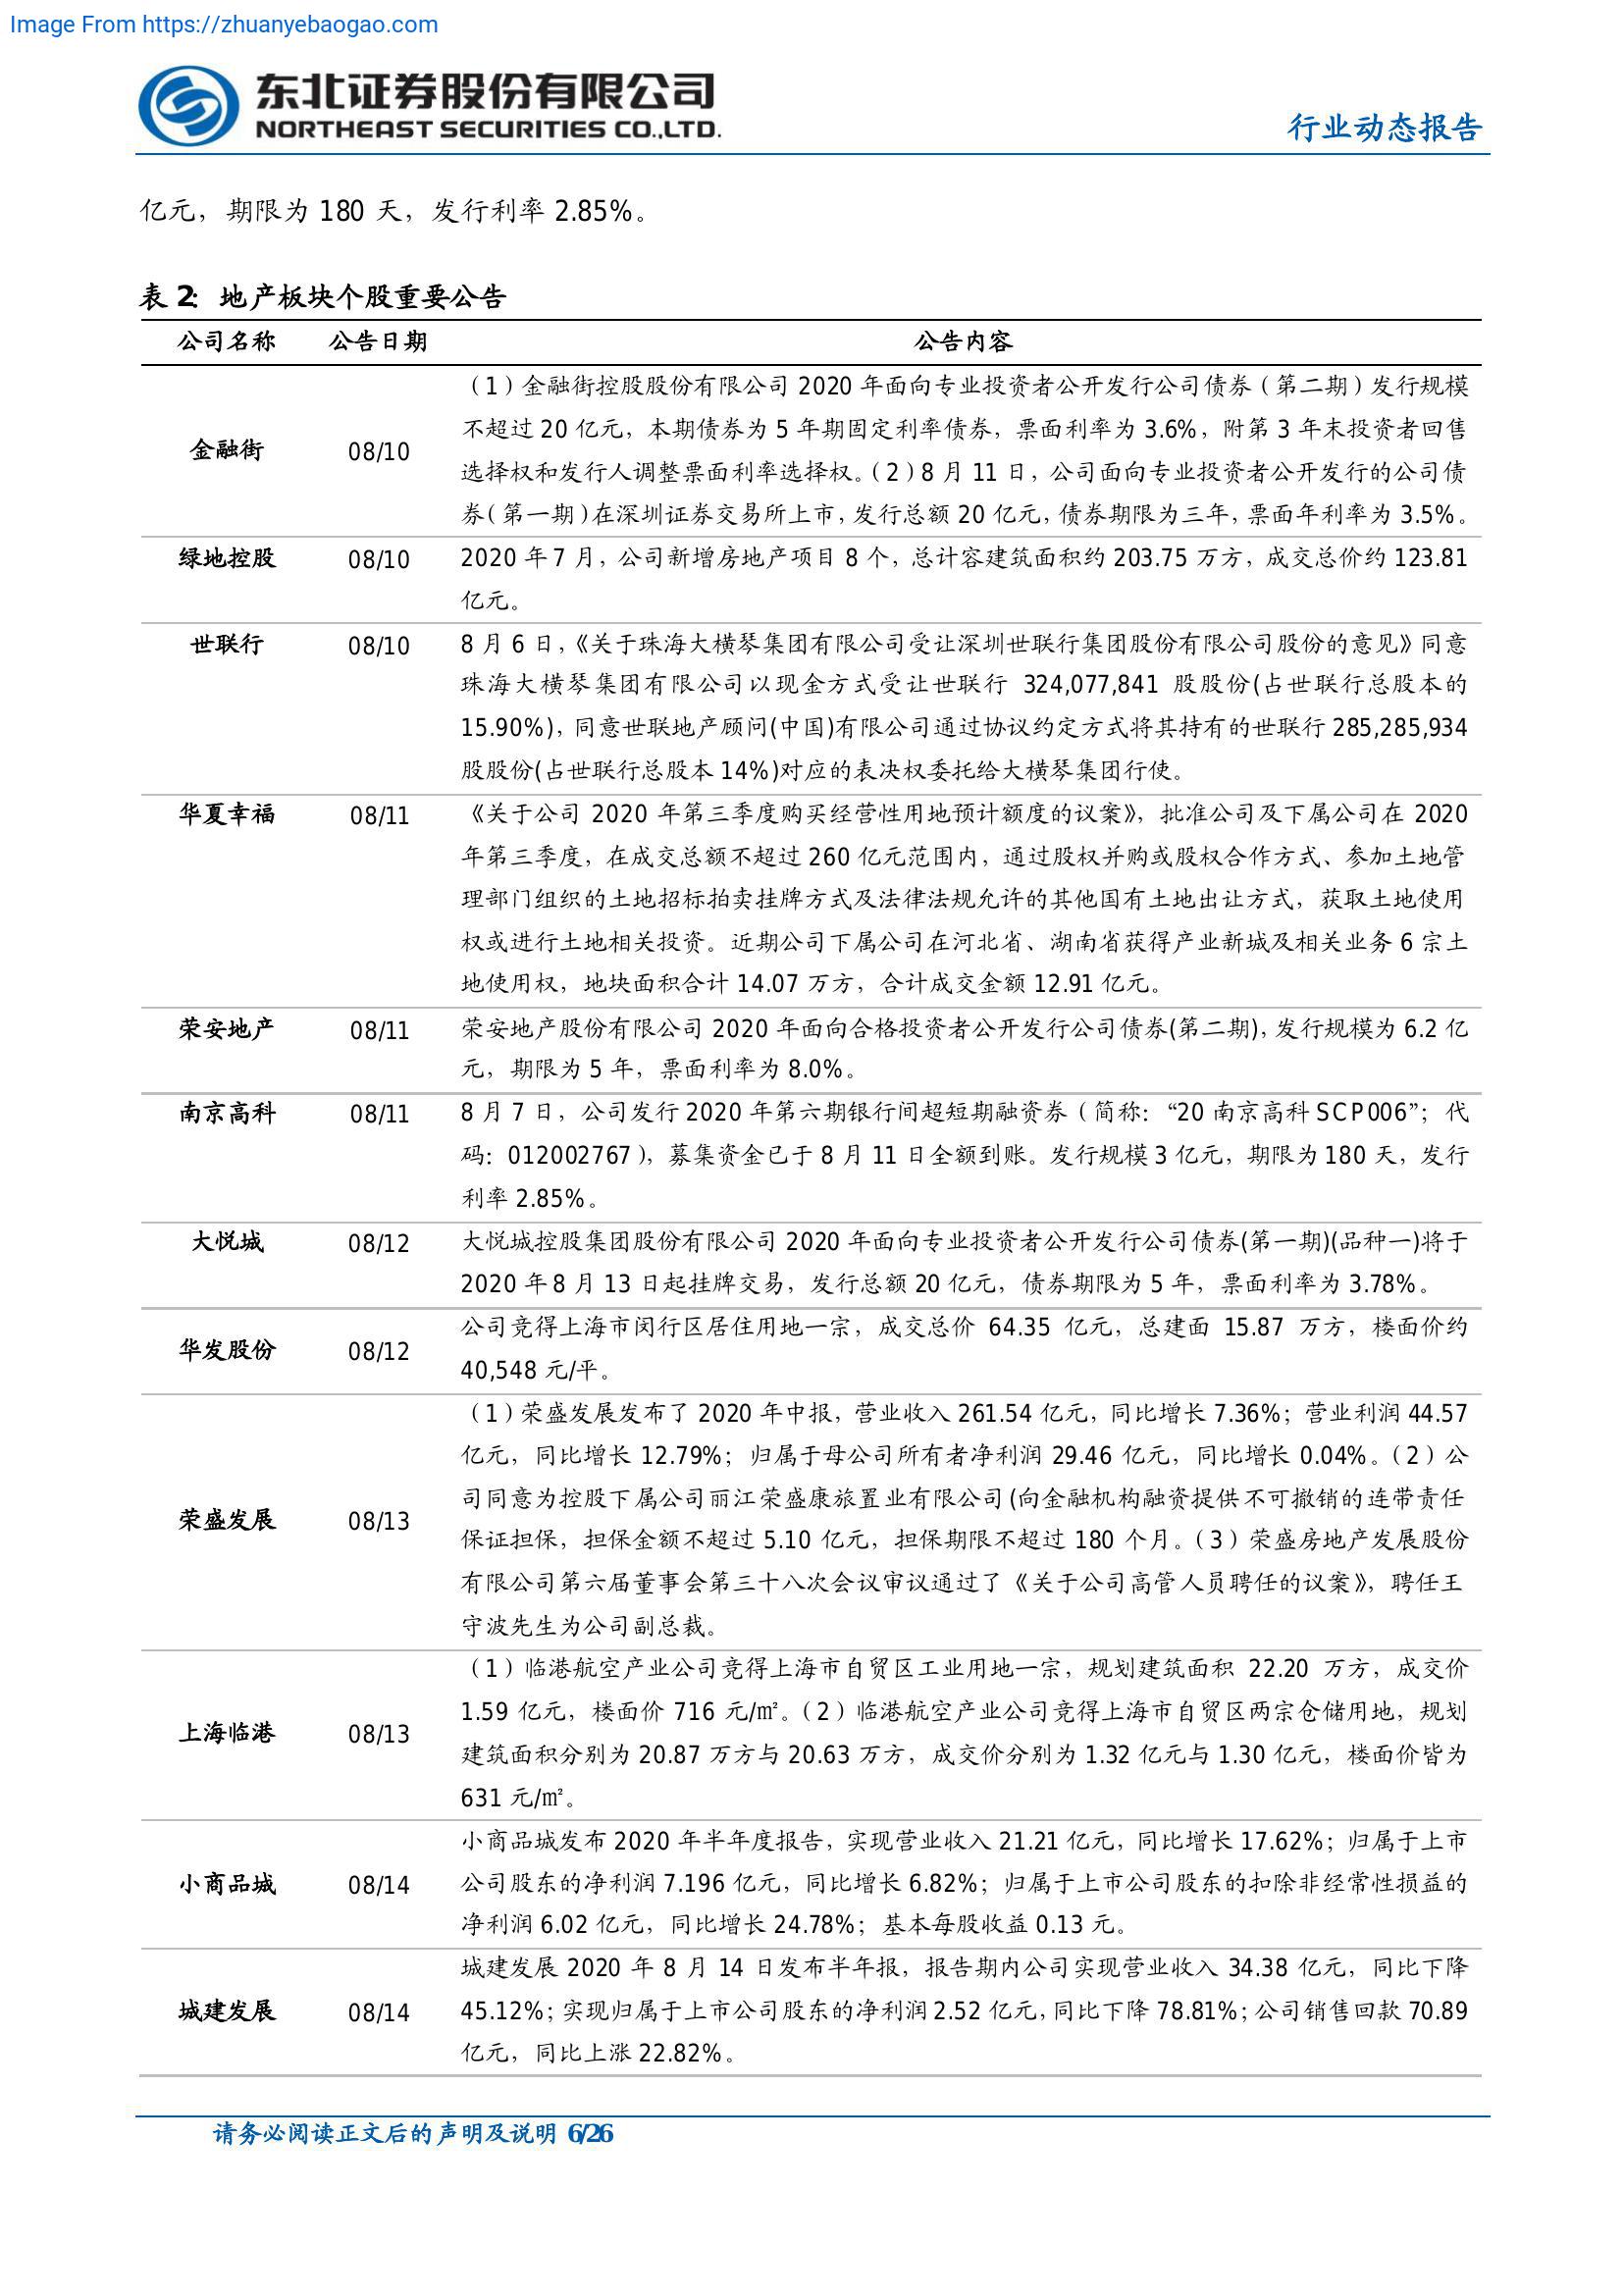 Image From https://zhuanyebaogao.com
东北证券股份有限公司
NORTHEAST SECURITIES CO.,LTD.
行业动态报告
亿元，期限为 180 天，发行利率 2.85%。
表 2：地产板块个股重要公告
公司名称 公告日期 公告内容
（1）金融街控股股份有限公司 2020 年面向专业投资者公开发行公司债券（第二期）发行规模
不超过 20 亿元，本期债券为 5 年期固定利率债券，票面利率为 3.6%，附第 3 年末投资者回售
金融街 08/10
选择权和发行人调整票面利率选择权。（2）8 月 11 日，公司面向专业投资者公开发行的公司债
券（第一期）在深圳证券交易所上市，发行总额 20 亿元，债券期限为三年，票面年利率为 3.5%。
绿地控股 08/10 2020 年 7 月，公司新增房地产项目 8 个，总计容建筑面积约 203.75 万方，成交总价约 123.81
亿元。
世联行 08/10 8 月 6 日，《关于珠海大横琴集团有限公司受让深圳世联行集团股份有限公司股份的意见》同意
珠海大横琴集团有限公司以现金方式受让世联行 324,077,841 股股份(占世联行总股本的
15.90%)，同意世联地产顾问(中国)有限公司通过协议约定方式将其持有的世联行 285,285,934
股股份(占世联行总股本 14%)对应的表决权委托给大横琴集团行使。
华夏幸福 08/11 《关于公司 2020 年第三季度购买经营性用地预计额度的议案》，批准公司及下属公司在 2020
年第三季度，在成交总额不超过 260 亿元范围内，通过股权并购或股权合作方式、参加土地管
理部门组织的土地招标拍卖挂牌方式及法律法规允许的其他国有土地出让方式，获取土地使用
权或进行土地相关投资。近期公司下属公司在河北省、湖南省获得产业新城及相关业务 6 宗土
地使用权，地块面积合计 14.07 万方，合计成交金额 12.91 亿元。
荣安地产 08/11 荣安地产股份有限公司 2020 年面向合格投资者公开发行公司债券(第二期)，发行规模为 6.2 亿
元，期限为 5 年，票面利率为 8.0%。
南京高科 08/11 8 月 7 日，公司发行 2020 年第六期银行间超短期融资券（简称：“20 南京高科 SCP006”；代
码：012002767），募集资金已于 8 月 11 日全额到账。发行规模 3 亿元，期限为 180 天，发行
利率 2.85%。
大悦城 08/12 大悦城控股集团股份有限公司 2020 年面向专业投资者公开发行公司债券(第一期)(品种一)将于
2020 年 8 月 13 日起挂牌交易，发行总额 20 亿元，债券期限为 5 年，票面利率为 3.78%。
公司竞得上海市闵行区居住用地一宗，成交总价 64.35 亿元，总建面 15.87 万方，楼面价约
华发股份 08/12
40,548 元/平。
（1）荣盛发展发布了 2020 年中报，营业收入 261.54 亿元，同比增长 7.36%；营业利润 44.57
亿元，同比增长 12.79%；归属于母公司所有者净利润 29.46 亿元，同比增长 0.04%。（2）公
司同意为控股下属公司丽江荣盛康旅置业有限公司(向金融机构融资提供不可撤销的连带责任
荣盛发展 08/13
保证担保，担保金额不超过 5.10 亿元，担保期限不超过 180 个月。（3）荣盛房地产发展股份
有限公司第六届董事会第三十八次会议审议通过了《关于公司高管人员聘任的议案》，聘任王
守波先生为公司副总裁。
（1）临港航空产业公司竞得上海市自贸区工业用地一宗，规划建筑面积 22.20 万方，成交价
1.59 亿元，楼面价 716 元/㎡。（2）临港航空产业公司竞得上海市自贸区两宗仓储用地，规划
上海临港 08/13
建筑面积分别为 20.87 万方与 20.63 万方，成交价分别为 1.32 亿元与 1.30 亿元，楼面价皆为
631 元/㎡。
小商品城发布 2020 年半年度报告，实现营业收入 21.21 亿元，同比增长 17.62%；归属于上市
小商品城 08/14 公司股东的净利润 7.196 亿元，同比增长 6.82%；归属于上市公司股东的扣除非经常性损益的
净利润 6.02 亿元，同比增长 24.78%；基本每股收益 0.13 元。
城建发展 2020 年 8 月 14 日发布半年报，报告期内公司实现营业收入 34.38 亿元，同比下降
城建发展 08/14 45.12%；实现归属于上市公司股东的净利润 2.52 亿元，同比下降 78.81%；公司销售回款 70.89
亿元，同比上涨 22.82%。
请务必阅读正文后的声明及说明 6/26